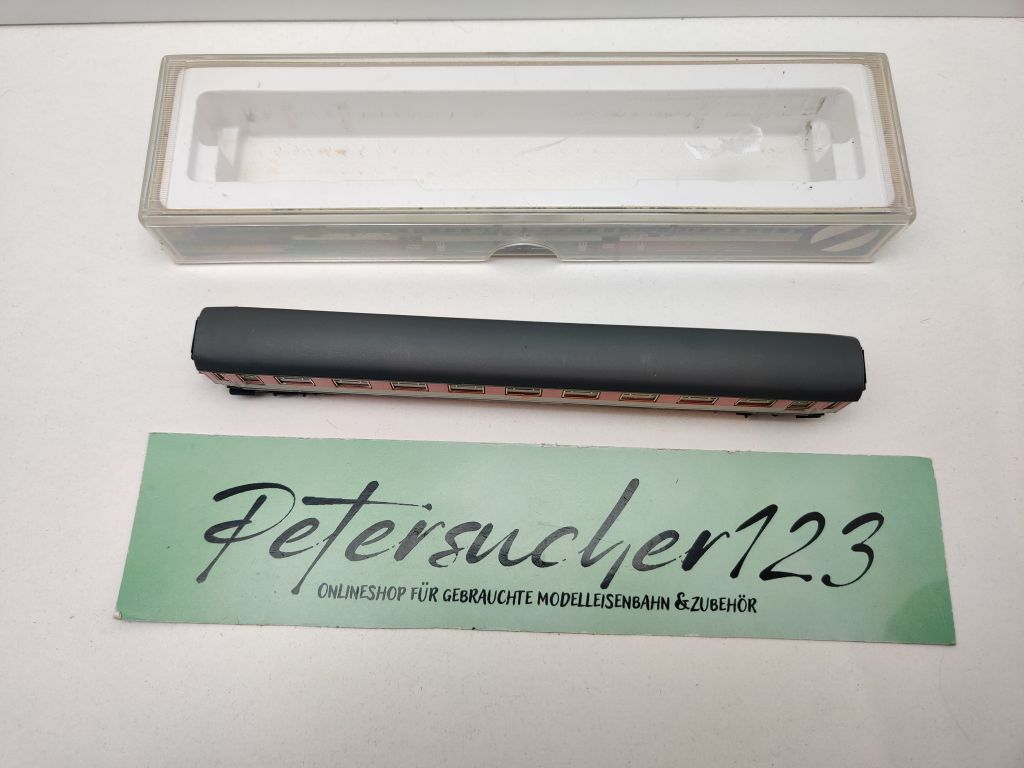 Petersucher123
ONLINESHOP FÜR GEBRAUCHTE MODELLEISENBAHN & ZUBEHÖR